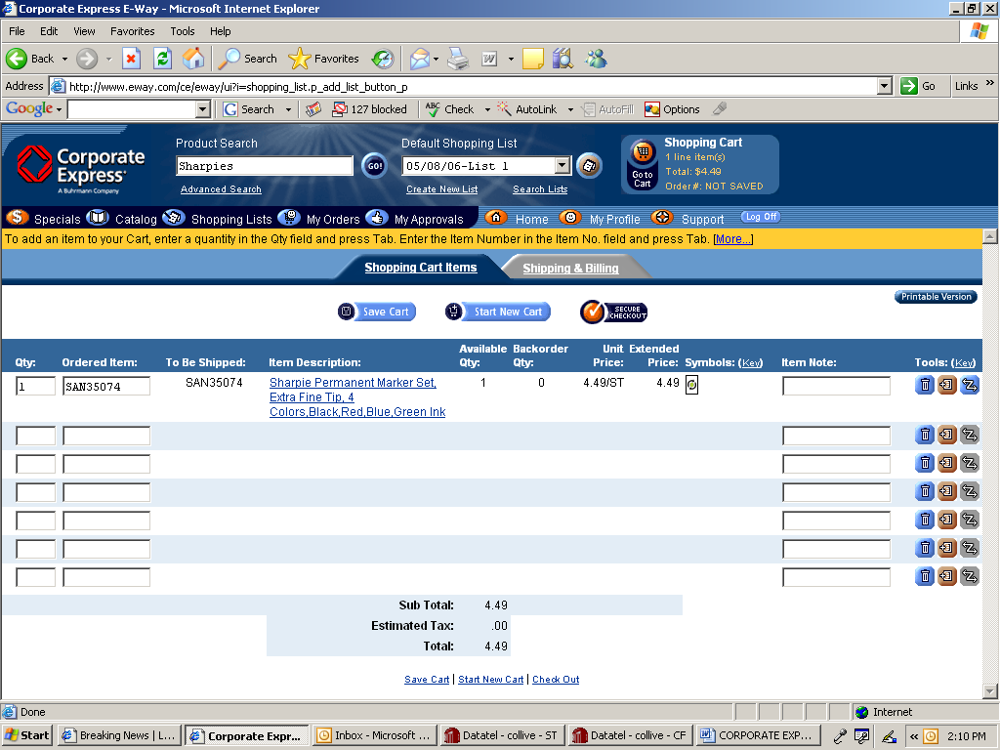 Corporate Express E-Way - Microsoft Internet Explorer
File Edit View Favorites Tools Help
Back Search Favorites
Address http://www.eway.com/ce/eway/ui?i=shopping_list.p_add_list_button_p Go Links »
Google Search 127 blocked Check AutoLink AutoFill Options
Corporate Express
A Buhrmann Company
Product Search
Sharpies GO!
Advanced Search
Default Shopping List
05/08/06-List 1
Create New List Search Lists
Go to Cart
Shopping Cart
1 line item(s)
Total: $4.49
Order#: NOT SAVED
Specials Catalog Shopping Lists My Orders My Approvals Home My Profile Support Log Off
To add an item to your Cart, enter a quantity in the Qty field and press Tab. Enter the Item Number in the Item No. field and press Tab. [More...]
Shopping Cart Items Shipping & Billing
Printable Version
Save Cart Start New Cart SECURE CHECKOUT
Qty: Ordered Item: To Be Shipped: Item Description: Available Qty: Backorder Qty: Unit Price: Extended Price: Symbols: (Key) Item Note: Tools: (Key)
1 SAN35074 SAN35074 Sharpie Permanent Marker Set, 1 0 4.49/ST 4.49
Extra Fine Tip, 4
Colors,Black,Red,Blue,Green Ink
Sub Total: 4.49
Estimated Tax: .00
Total: 4.49
Save Cart | Start New Cart | Check Out
Done Internet
Start Breaking News | L... Corporate Expr... Inbox - Microsoft ... Datatel - collive - ST Datatel - collive - CF CORPORATE EXP... « 2:10 PM